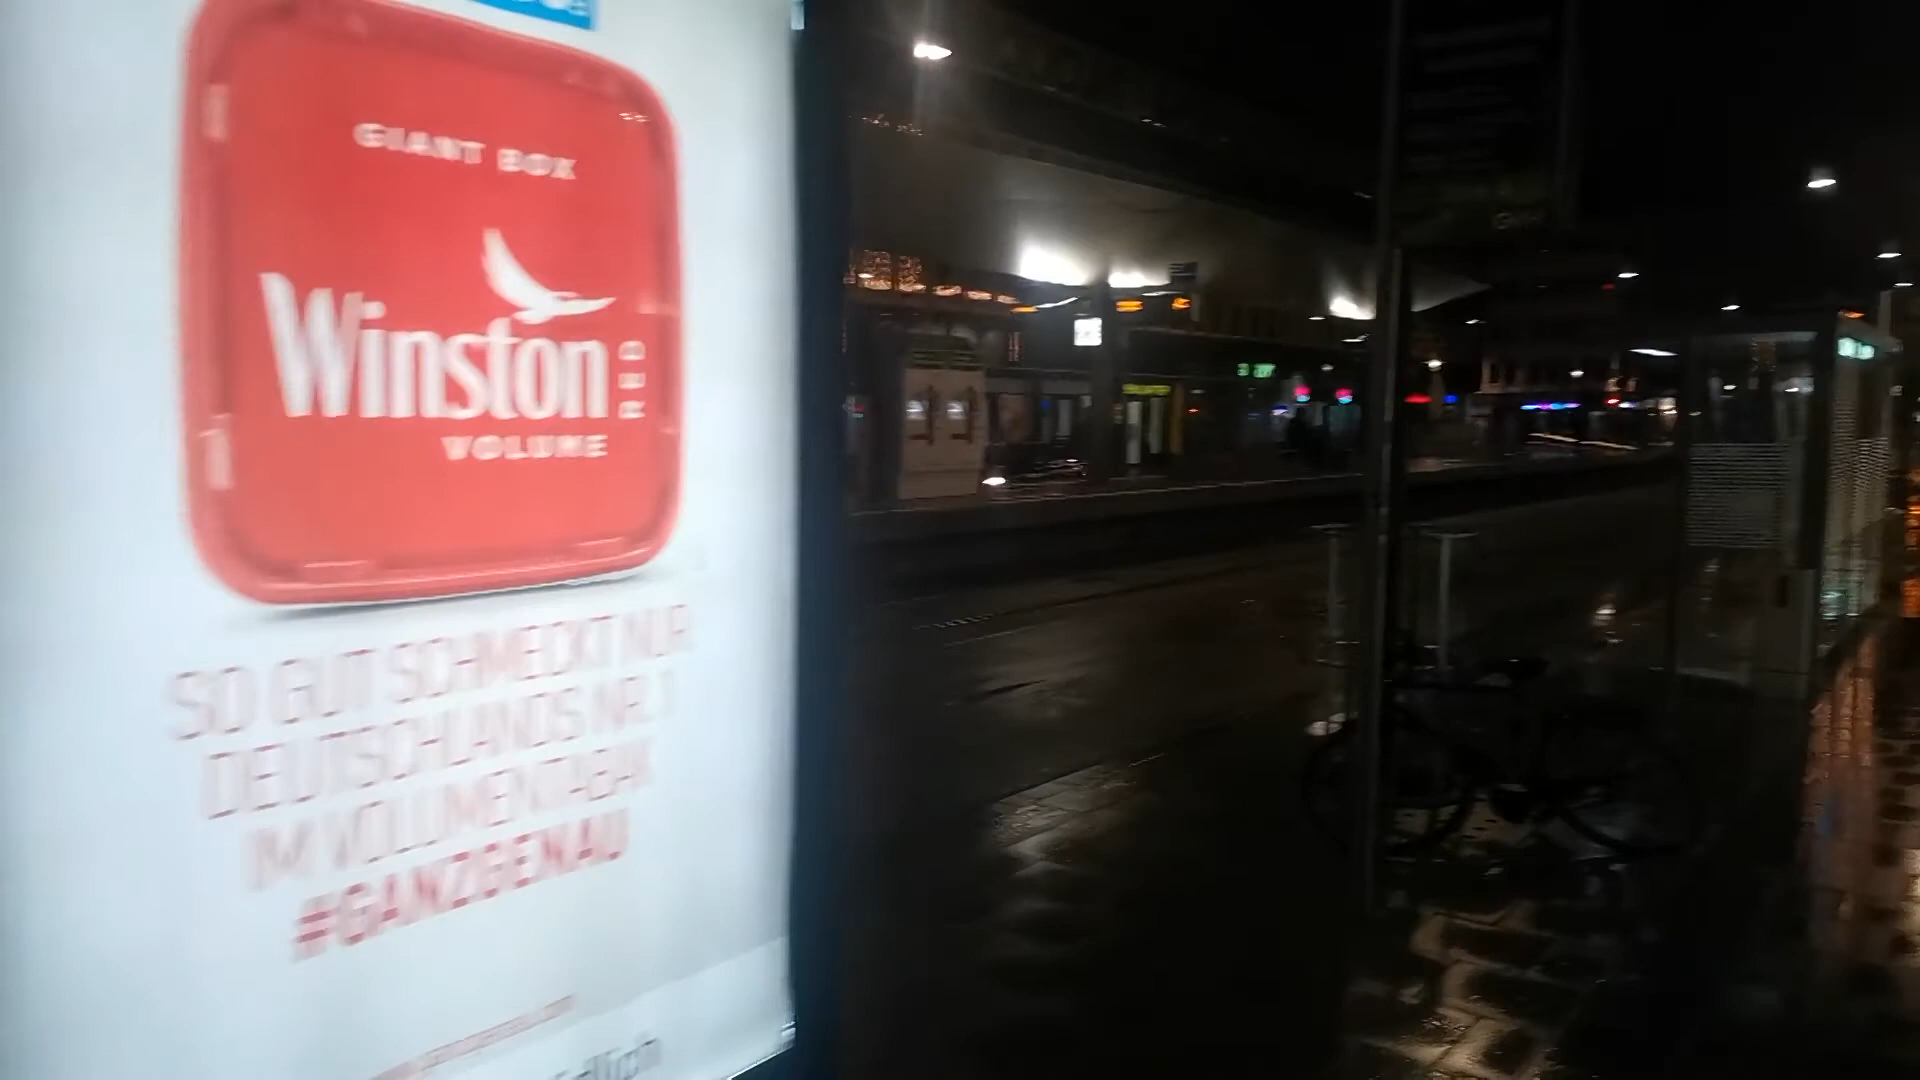 GIANT BOX
Winston
RED
VOLUME
SO GUT SCHMECKT NUR
DEUTSCHLANDS NR. 1
IM VOLUMENTABAK
#GANZGENAU